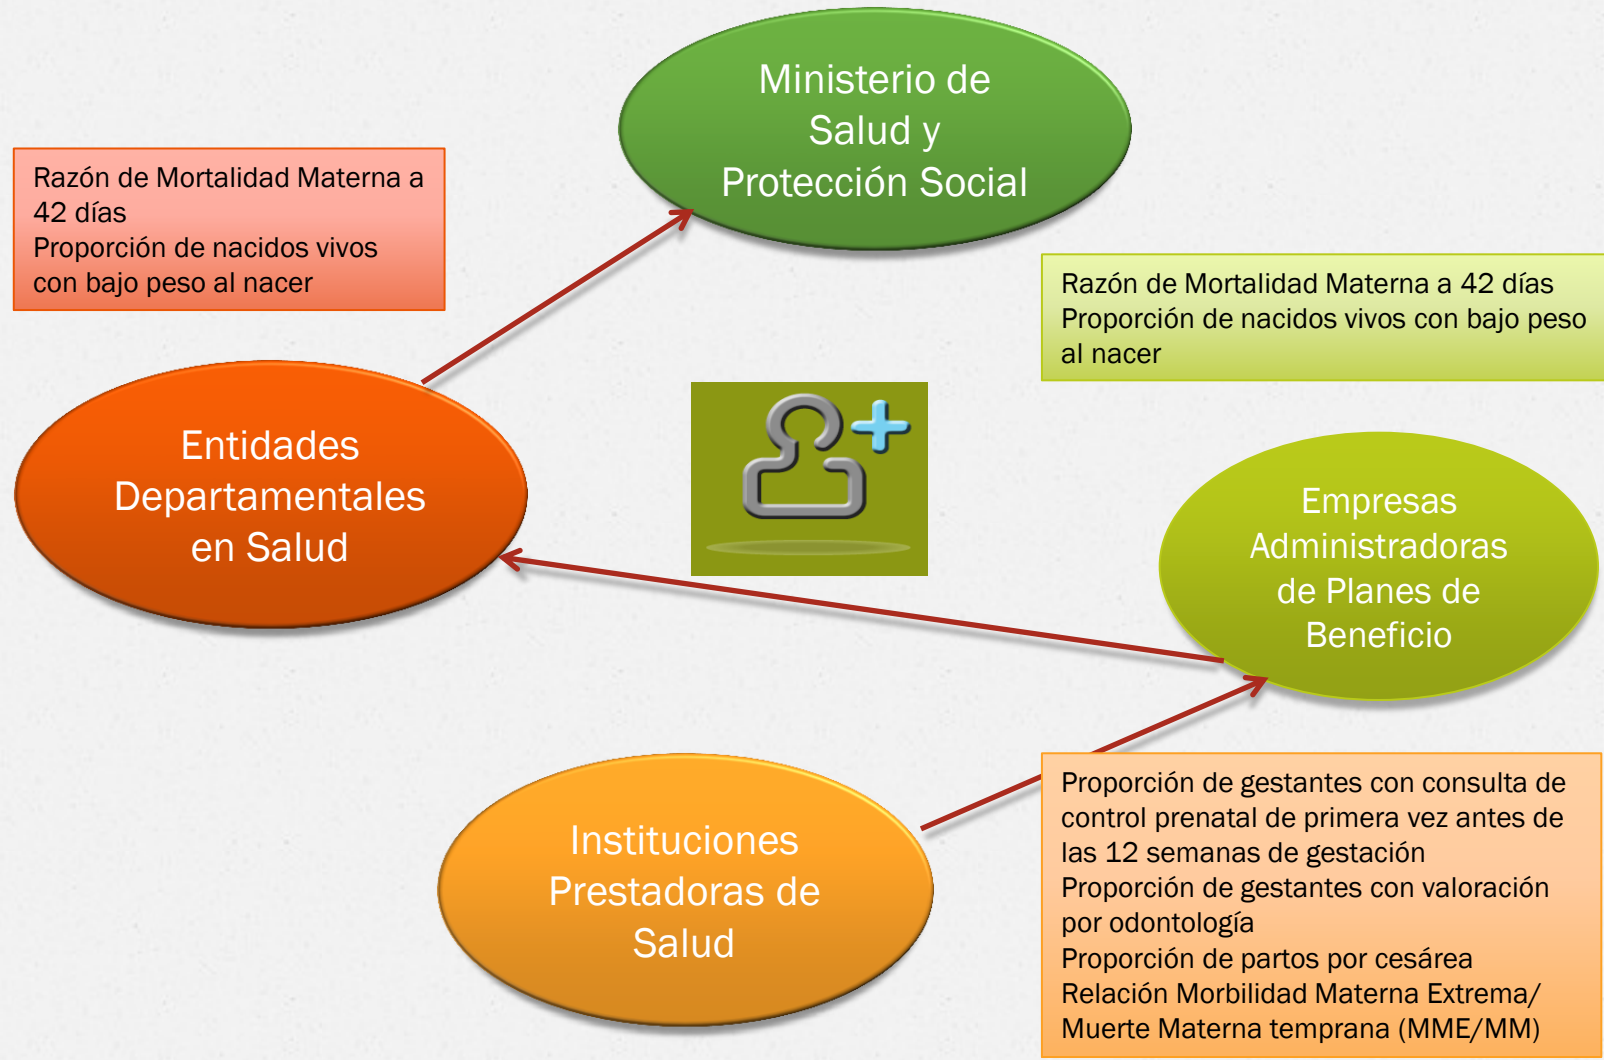 Ministerio de
Salud y
Protección Social
Razón de Mortalidad Materna a
42 días
Proporción de nacidos vivos
con bajo peso al nacer
Razón de Mortalidad Materna a 42 días
Proporción de nacidos vivos con bajo peso
al nacer
Entidades
Departamentales
en Salud
Empresas
Administradoras
de Planes de
Beneficio
Instituciones
Prestadoras de
Salud
Proporción de gestantes con consulta de
control prenatal de primera vez antes de
las 12 semanas de gestación
Proporción de gestantes con valoración
por odontología
Proporción de partos por cesárea
Relación Morbilidad Materna Extrema/
Muerte Materna temprana (MME/MM)